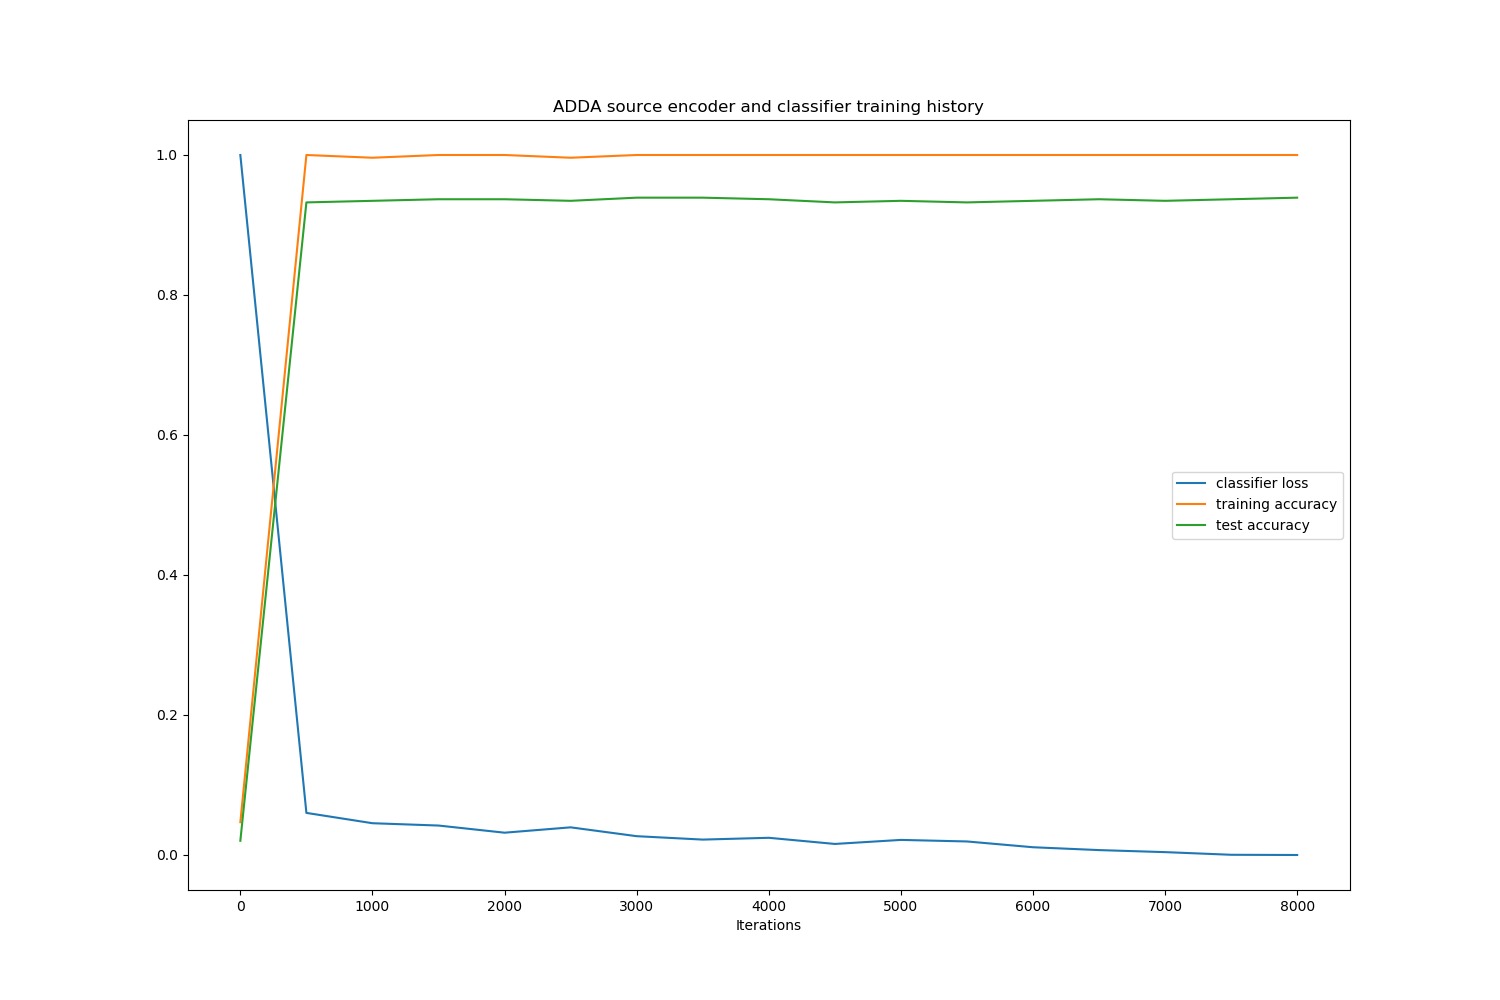 ADDA source encoder and classifier training history
1.0
0.8
0.6
0.4
0.2
0.0
classifier loss
training accuracy
test accuracy
0 1000 2000 3000 4000 5000 6000 7000 8000
Iterations